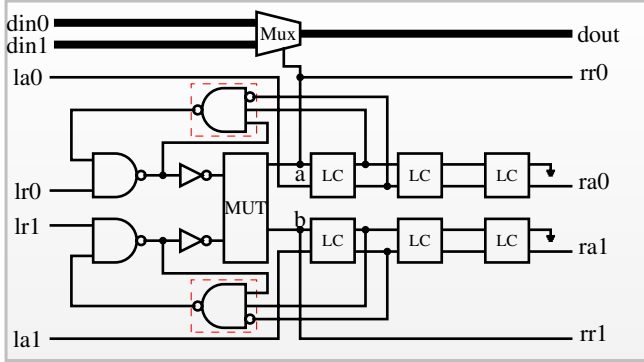 din0
Mux
dout
din1
la0
rr0
a
LC
LC
LC
lr0
ra0
MUT
lr1
b
LC
LC
LC
ra1
la1
rr1